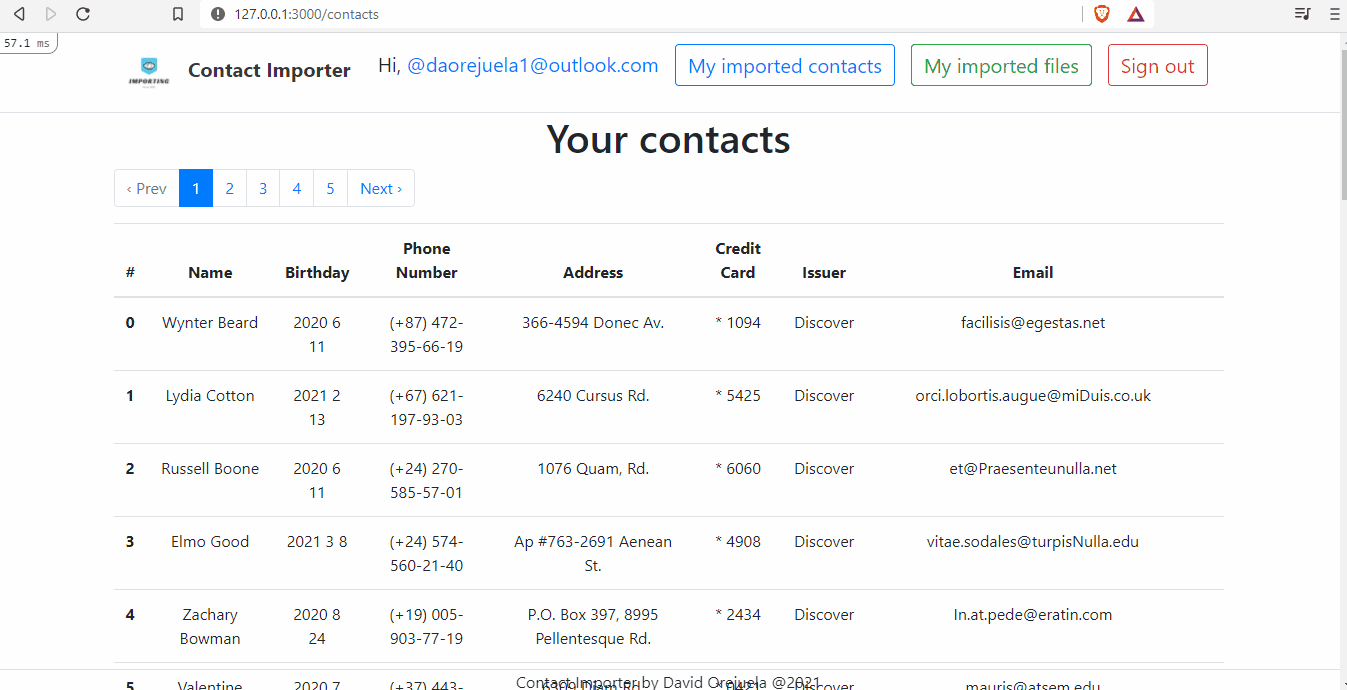 127.0.0.1:3000/contacts
57.1 ms
IMPORTING
Contact Importer
Hi, @daorejuela1@outlook.com
My imported contacts
My imported files
Sign out
Your contacts
‹ Prev 1 2 3 4 5 Next ›
# Name Birthday Phone Number Address Credit Card Issuer Email
0 Wynter Beard 2020 6 11 (+87) 472-395-66-19 366-4594 Donec Av. * 1094 Discover facilisis@egestas.net
1 Lydia Cotton 2021 2 13 (+67) 621-197-93-03 6240 Cursus Rd. * 5425 Discover orci.lobortis.augue@miDuis.co.uk
2 Russell Boone 2020 6 11 (+24) 270-585-57-01 1076 Quam, Rd. * 6060 Discover et@Praesenteunulla.net
3 Elmo Good 2021 3 8 (+24) 574-560-21-40 Ap #763-2691 Aenean St. * 4908 Discover vitae.sodales@turpisNulla.edu
4 Zachary Bowman 2020 8 24 (+19) 005-903-77-19 P.O. Box 397, 8995 Pellentesque Rd. * 2434 Discover In.at.pede@eratin.com
5 Valentine 2020 7 (+37) 443- 6309 Diam Rd. * 0421 Discover mauris@atsem.edu
Contact Importer by David Orejuela @2021